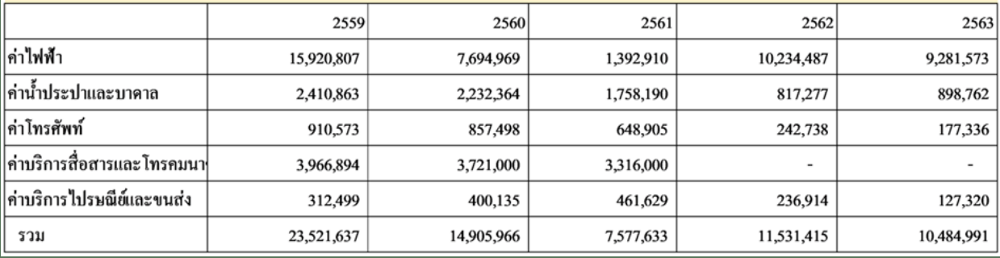 2559 2560 2561 2562 2563
ค่าไฟฟ้า 15,920,807 7,694,969 1,392,910 10,234,487 9,281,573
ค่าน้ำประปาและบาดาล 2,410,863 2,232,364 1,758,190 817,277 898,762
ค่าโทรศัพท์ 910,573 857,498 648,905 242,738 177,336
ค่าบริการสื่อสารและโทรคมนา 3,966,894 3,721,000 3,316,000 - -
ค่าบริการไปรษณีย์และขนส่ง 312,499 400,135 461,629 236,914 127,320
รวม 23,521,637 14,905,966 7,577,633 11,531,415 10,484,991